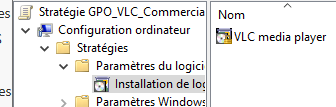 Stratégie GPO_VLC_Commercia
Configuration ordinateur
Stratégies
Paramètres du logici
Installation de log
Paramètres Windows
Nom
VLC media player